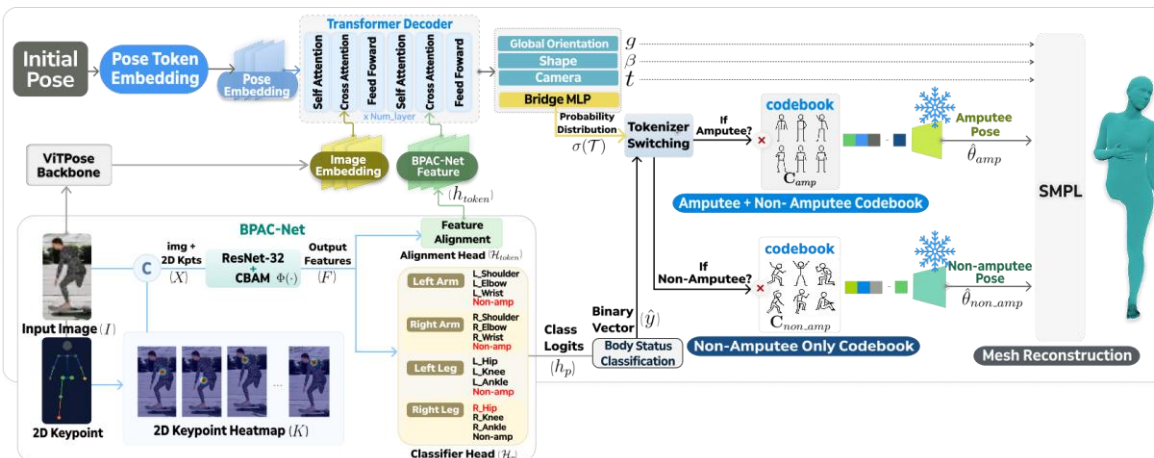 Transformer Decoder
Initial
Pose
Pose Token
Embedding
Pose
Embedding
Self Attention
Cross Attention
Feed Foward
Self Attention
Cross Attention
Feed Foward
x Num_layer
Global Orientation
Shape
Camera
Bridge MLP
g
β
t
Probability
Distribution
σ(𝒯)
Tokenizer
Switching
If
Amputee?
codebook
C_amp
Amputee
Pose
θ̂_amp
Amputee + Non- Amputee Codebook
SMPL
ViTPose
Backbone
Image
Embedding
BPAC-Net
Feature
(h_token)
BPAC-Net
Feature
Alignment
Alignment Head (ℋ_token)
img +
2D Kpts
(X)
C
ResNet-32
+
CBAM Φ(·)
Output
Features
(F)
Input Image (I)
2D Keypoint
...
2D Keypoint Heatmap (K)
Left Arm
L_Shoulder
L_Elbow
L_Wrist
Non-amp
Right Arm
R_Shoulder
R_Elbow
R_Wrist
Non-amp
Left Leg
L_Hip
L_Knee
L_Ankle
Non-amp
Right Leg
R_Hip
R_Knee
R_Ankle
Non-amp
Classifier Head
Class
Logits
(h_p)
Binary
Vector
(ŷ)
Body Status
Classification
If
Non-Amputee?
codebook
C_non_amp
Non-amputee
Pose
θ̂_non_amp
Non-Amputee Only Codebook
Mesh Reconstruction